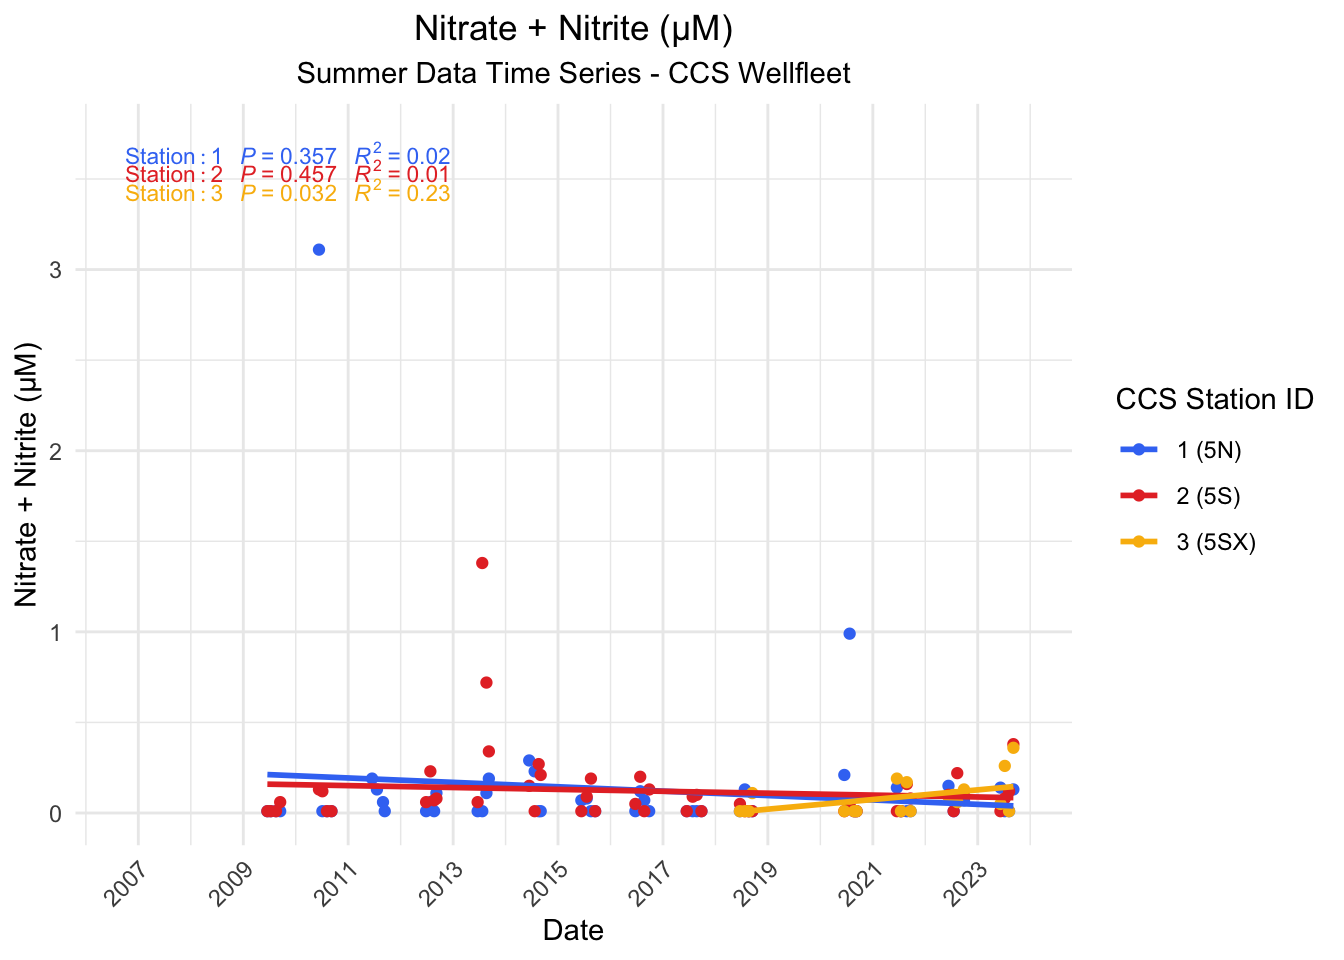 Nitrate + Nitrite (μM)
Summer Data Time Series - CCS Wellfleet
Station : 1 P = 0.357 R² = 0.02
Station : 2 P = 0.457 R² = 0.01
Station : 3 P = 0.032 R² = 0.23
Nitrate + Nitrite (μM)
3
2
1
0
2007
2009
2011
2013
2015
2017
2019
2021
2023
Date
CCS Station ID
1 (5N)
2 (5S)
3 (5SX)